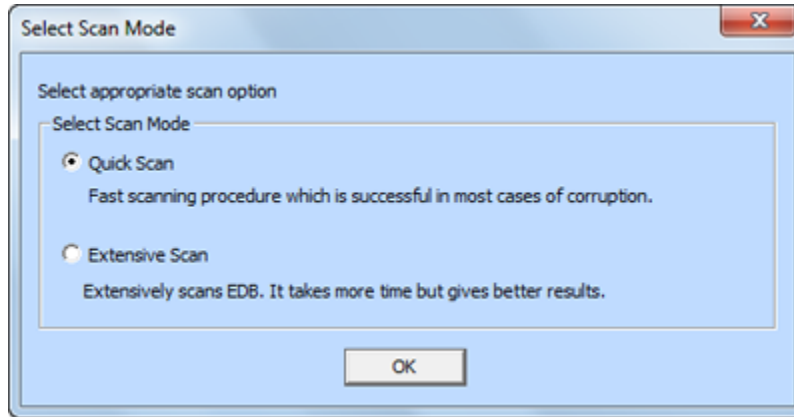 Select Scan Mode
Select appropriate scan option
Select Scan Mode
Quick Scan
Fast scanning procedure which is successful in most cases of corruption.
Extensive Scan
Extensively scans EDB. It takes more time but gives better results.
OK